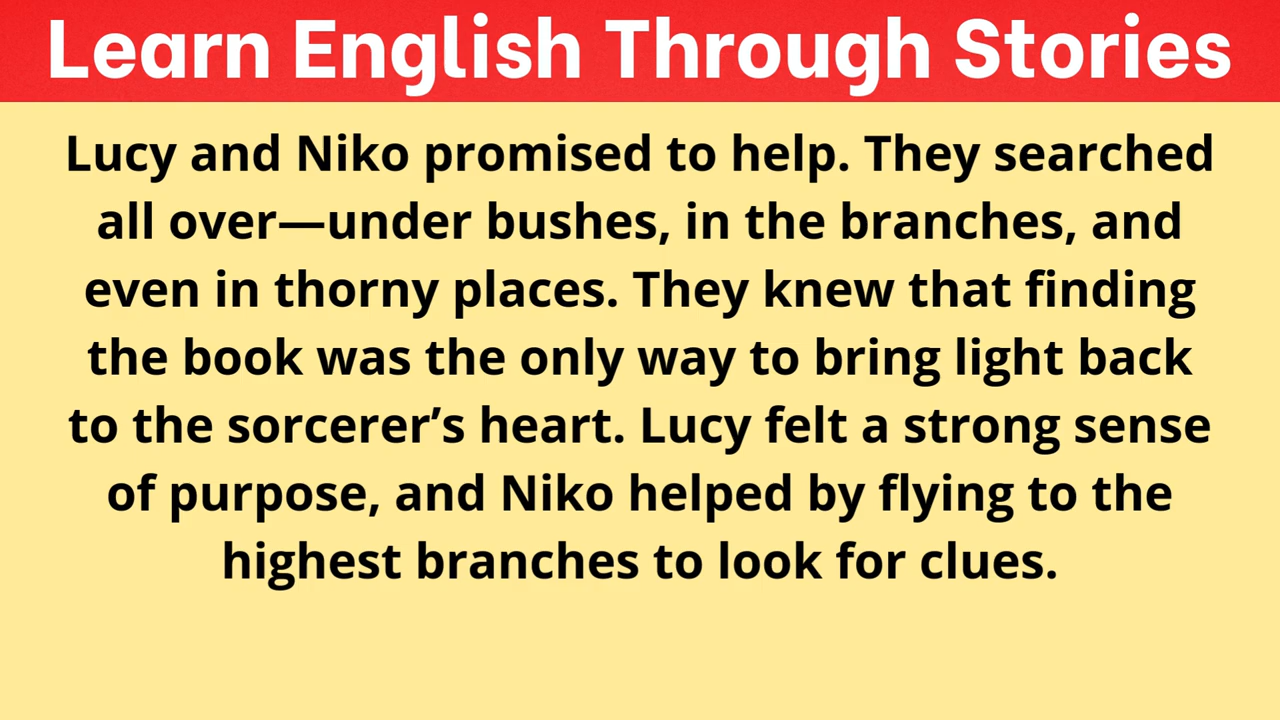 Learn English Through Stories
Lucy and Niko promised to help. They searched
all over—under bushes, in the branches, and
even in thorny places. They knew that finding
the book was the only way to bring light back
to the sorcerer’s heart. Lucy felt a strong sense
of purpose, and Niko helped by flying to the
highest branches to look for clues.